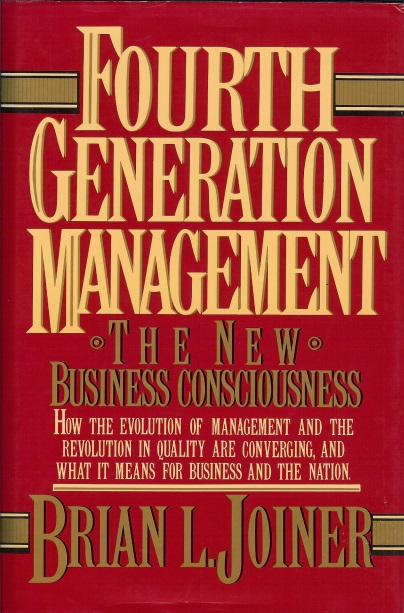 FOURTH
GENERATION
MANAGEMENT
• THE NEW •
BUSINESS CONSCIOUSNESS
HOW THE EVOLUTION OF MANAGEMENT AND THE
REVOLUTION IN QUALITY ARE CONVERGING, AND
WHAT IT MEANS FOR BUSINESS AND THE NATION.
BRIAN L. JOINER